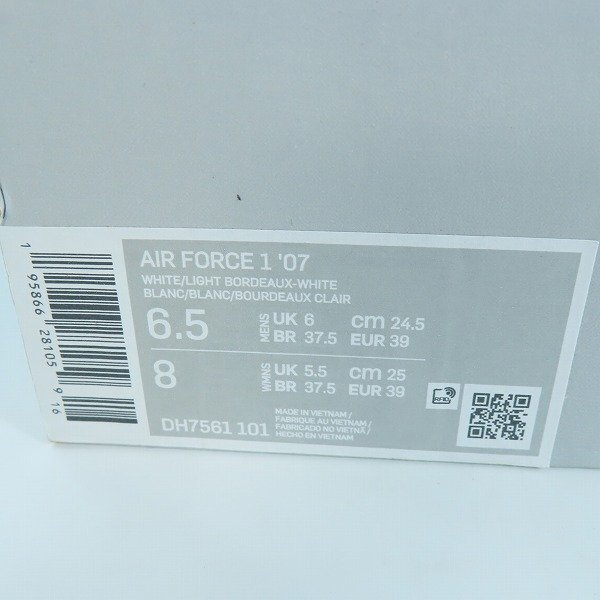 AIR FORCE 1 '07
WHITE/LIGHT BORDEAUX-WHITE
BLANC/BLANC/BOURDEAUX CLAIR
6.5 MENS UK 6 cm 24.5
BR 37.5 EUR 39
8 WMNS UK 5.5 cm 25
BR 37.5 EUR 39
DH7561 101
MADE IN VIETNAM/
FABRIQUE AU VIETNAM/
FABRICADO NO VIETNÃ/
HECHO EN VIETNAM
RFID
1 95866 28105 9 16